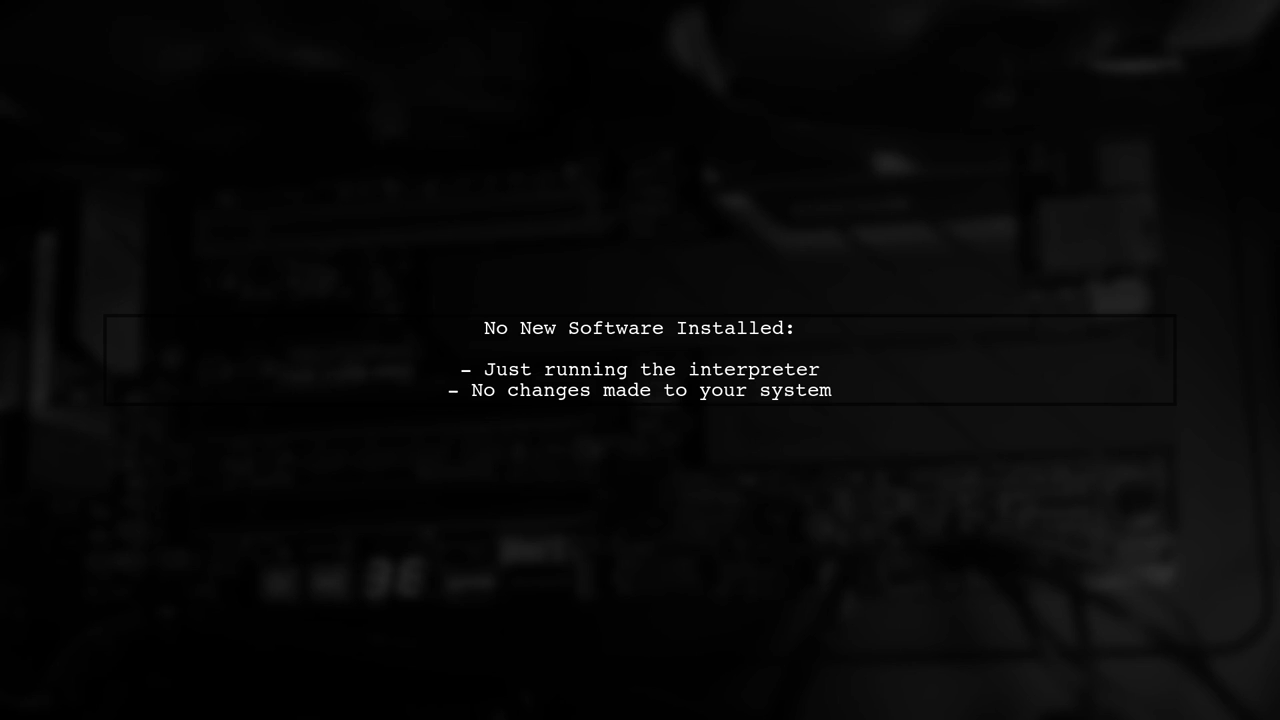 No New Software Installed:
- Just running the interpreter
- No changes made to your system